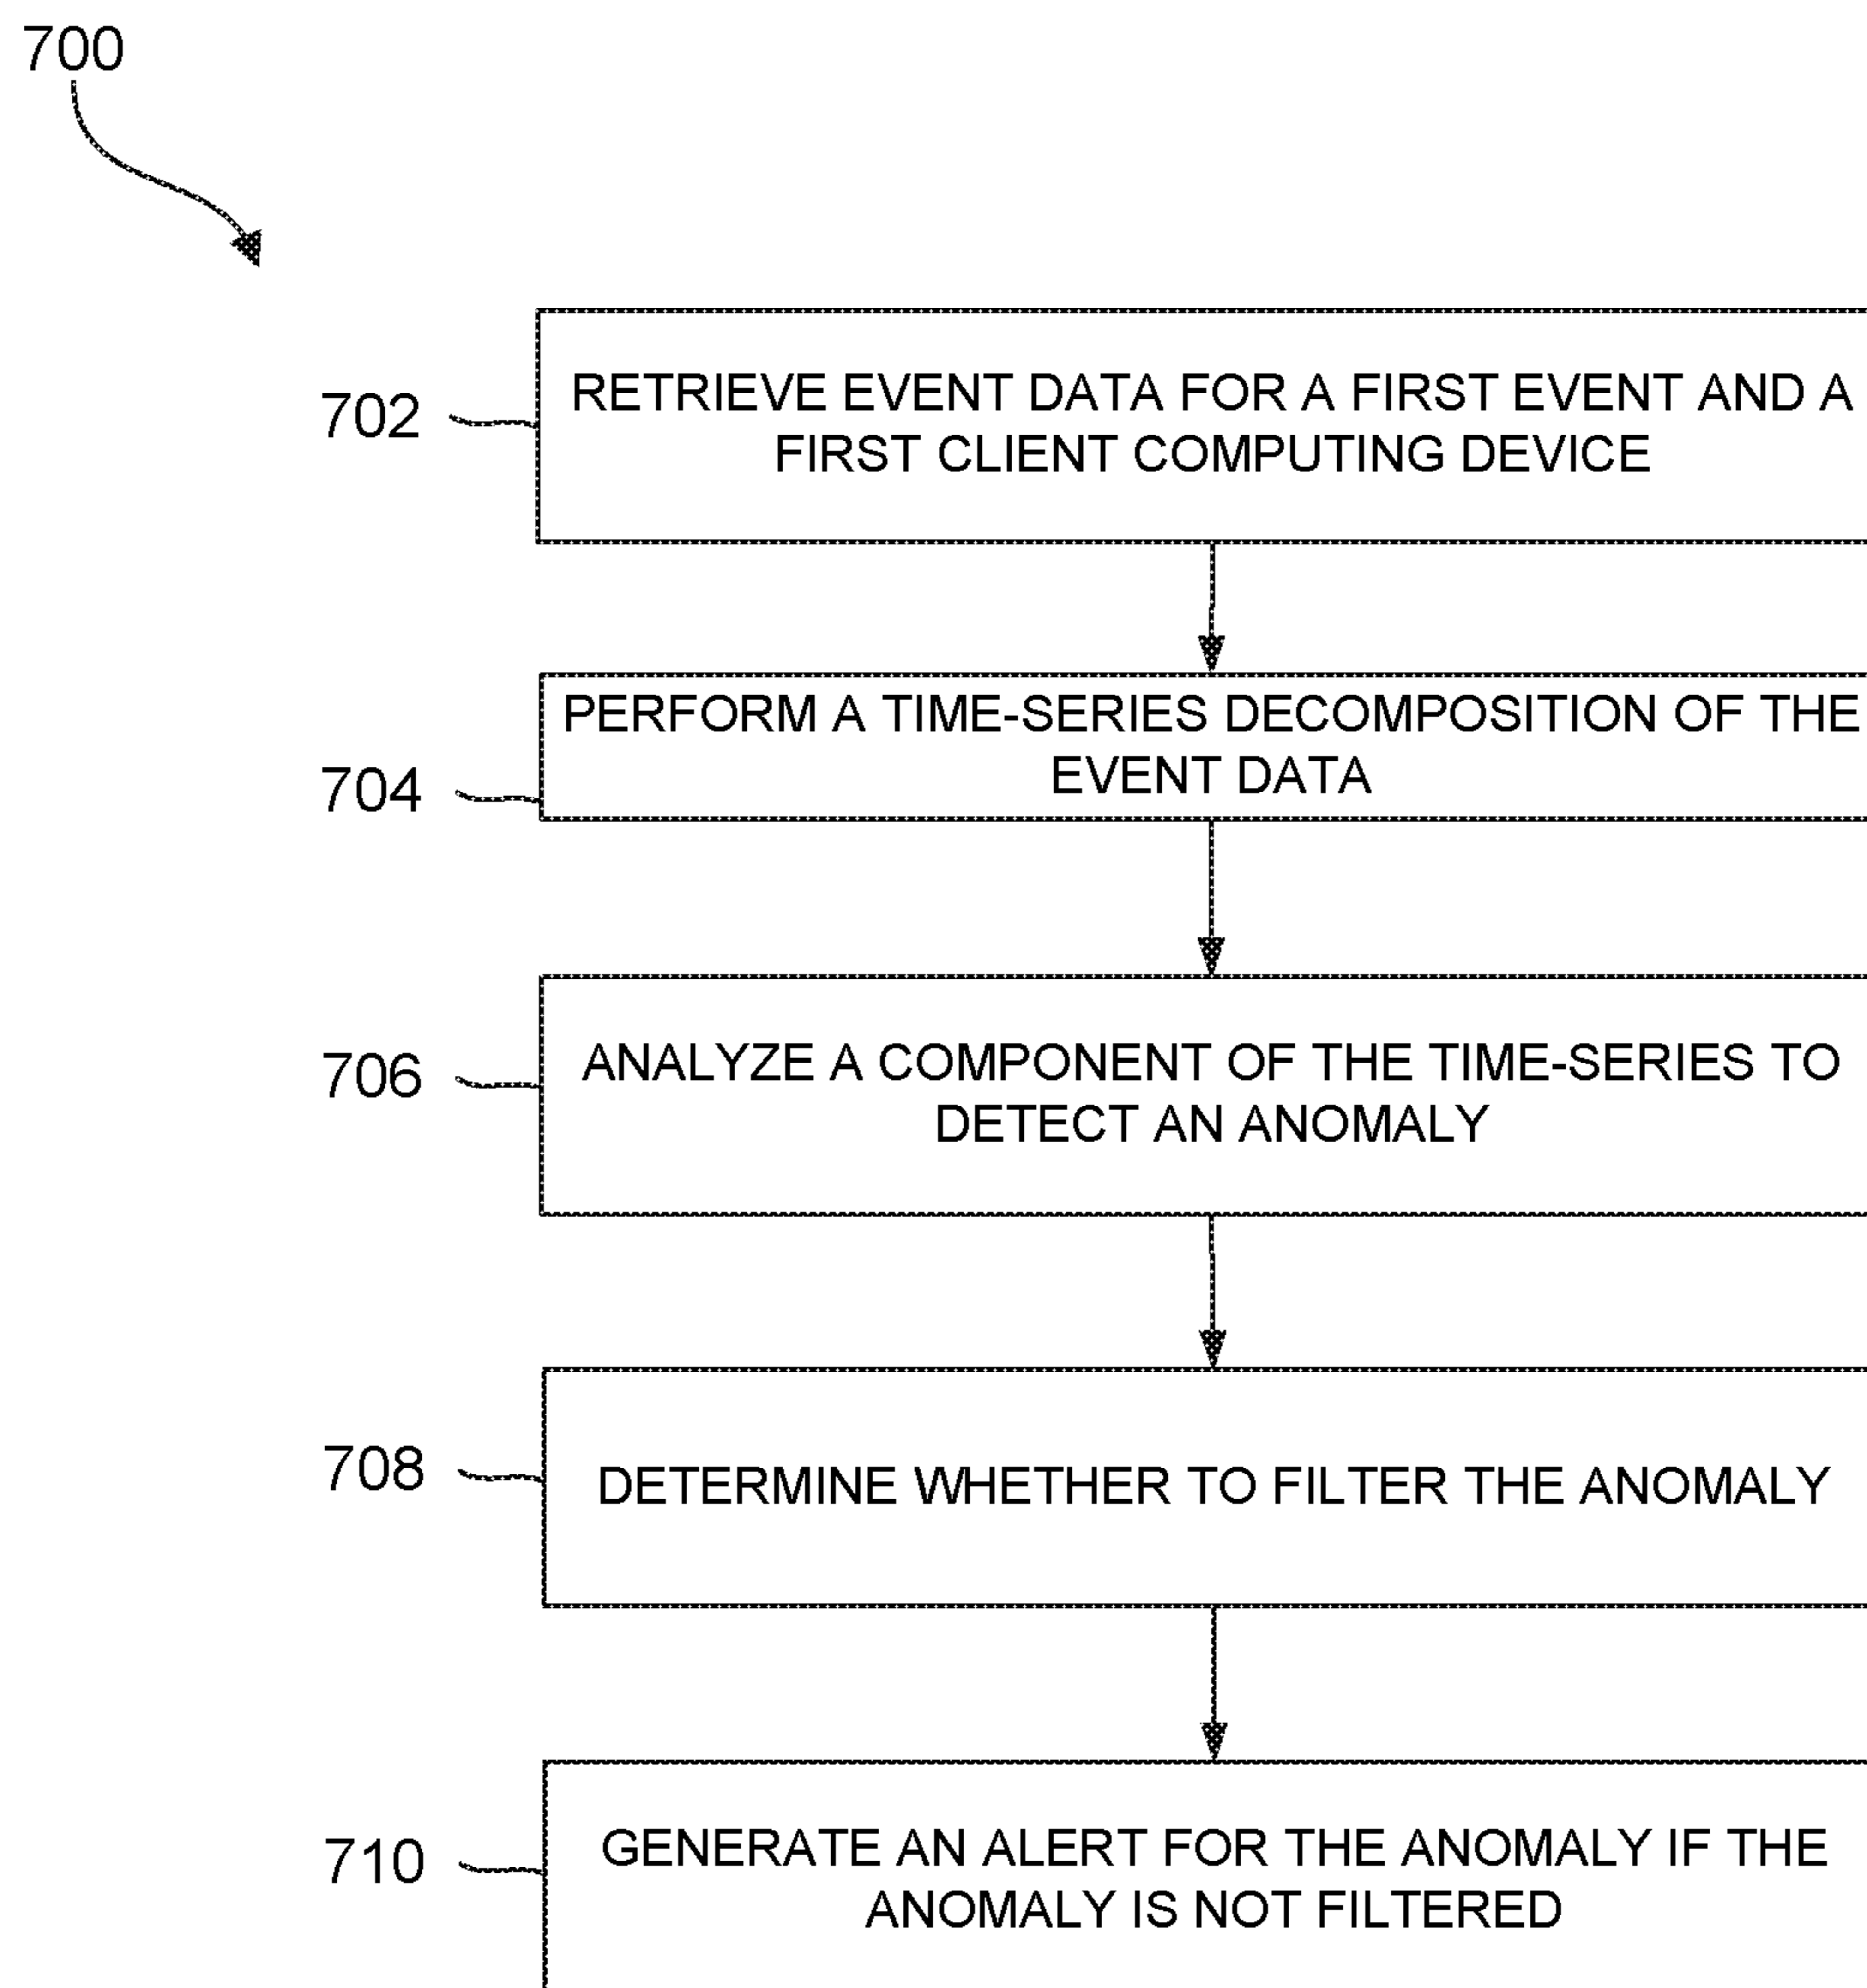 700
702
RETRIEVE EVENT DATA FOR A FIRST EVENT AND A
FIRST CLIENT COMPUTING DEVICE
704
PERFORM A TIME-SERIES DECOMPOSITION OF THE
EVENT DATA
706
ANALYZE A COMPONENT OF THE TIME-SERIES TO
DETECT AN ANOMALY
708
DETERMINE WHETHER TO FILTER THE ANOMALY
710
GENERATE AN ALERT FOR THE ANOMALY IF THE
ANOMALY IS NOT FILTERED